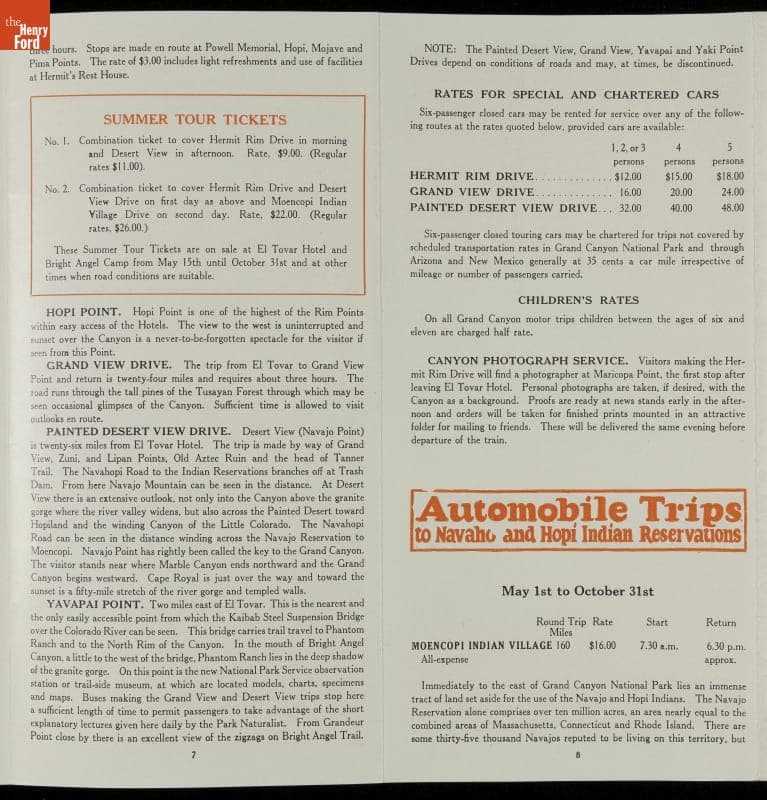 the
Henry
Ford
hours. Stops are made en route at Powell Memorial, Hopi, Mojave and
Pima Points. The rate of $3.00 includes light refreshments and use of facilities
at Hermit's Rest House.
SUMMER TOUR TICKETS
No. 1. Combination ticket to cover Hermit Rim Drive in morning
and Desert View in afternoon. Rate, $9.00. (Regular
rates $11.00).
No. 2. Combination ticket to cover Hermit Rim Drive and Desert
View Drive on first day as above and Moencopi Indian
Village Drive on second day. Rate, $22.00. (Regular
rates, $26.00.)
These Summer Tour Tickets are on sale at El Tovar Hotel and
Bright Angel Camp from May 15th until October 31st and at other
times when road conditions are suitable.
HOPI POINT. Hopi Point is one of the highest of the Rim Points
within easy access of the Hotels. The view to the west is uninterrupted and
sunset over the Canyon is a never-to-be-forgotten spectacle for the visitor if
seen from this Point.
GRAND VIEW DRIVE. The trip from El Tovar to Grand View
Point and return is twenty-four miles and requires about three hours. The
road runs through the tall pines of the Tusayan Forest through which may be
seen occasional glimpses of the Canyon. Sufficient time is allowed to visit
outlooks en route.
PAINTED DESERT VIEW DRIVE. Desert View (Navajo Point)
is twenty-six miles from El Tovar Hotel. The trip is made by way of Grand
View, Zuni, and Lipan Points, Old Aztec Ruin and the head of Tanner
Trail. The Navahopi Road to the Indian Reservations branches off at Trash
Dam. From here Navajo Mountain can be seen in the distance. At Desert
View there is an extensive outlook, not only into the Canyon above the granite
gorge where the river valley widens, but also across the Painted Desert toward
Hopiland and the winding Canyon of the Little Colorado. The Navahopi
Road can be seen in the distance winding across the Navajo Reservation to
Moencopi. Navajo Point has rightly been called the key to the Grand Canyon.
The visitor stands near where Marble Canyon ends northward and the Grand
Canyon begins westward. Cape Royal is just over the way and toward the
sunset is a fifty-mile stretch of the river gorge and templed walls.
YAVAPAI POINT. Two miles east of El Tovar. This is the nearest and
the only easily accessible point from which the Kaibab Steel Suspension Bridge
over the Colorado River can be seen. This bridge carries trail travel to Phantom
Ranch and to the North Rim of the Canyon. In the mouth of Bright Angel
Canyon, a little to the west of the bridge, Phantom Ranch lies in the deep shadow
of the granite gorge. On this point is the new National Park Service observation
station or trail-side museum, at which are located models, charts, specimens
and maps. Buses making the Grand View and Desert View trips stop here
a sufficient length of time to permit passengers to take advantage of the short
explanatory lectures given here daily by the Park Naturalist. From Grandeur
Point close by there is an excellent view of the zigzags on Bright Angel Trail.
7
NOTE: The Painted Desert View, Grand View, Yavapai and Yaki Point
Drives depend on conditions of roads and may, at times, be discontinued.
RATES FOR SPECIAL AND CHARTERED CARS
Six-passenger closed cars may be rented for service over any of the follow-
ing routes at the rates quoted below, provided cars are available:
1, 2, or 3 4 5
persons persons persons
HERMIT RIM DRIVE............. $12.00 $15.00 $18.00
GRAND VIEW DRIVE............. 16.00 20.00 24.00
PAINTED DESERT VIEW DRIVE... 32.00 40.00 48.00
Six-passenger closed touring cars may be chartered for trips not covered by
scheduled transportation rates in Grand Canyon National Park and through
Arizona and New Mexico generally at 35 cents a car mile irrespective of
mileage or number of passengers carried.
CHILDREN'S RATES
On all Grand Canyon motor trips children between the ages of six and
eleven are charged half rate.
CANYON PHOTOGRAPH SERVICE. Visitors making the Her-
mit Rim Drive will find a photographer at Maricopa Point, the first stop after
leaving El Tovar Hotel. Personal photographs are taken, if desired, with the
Canyon as a background. Proofs are ready at news stands early in the after-
noon and orders will be taken for finished prints mounted in an attractive
folder for mailing to friends. These will be delivered the same evening before
departure of the train.
Automobile Trips
to Navaho and Hopi Indian Reservations
May 1st to October 31st
Round Trip Rate Start Return
Miles
MOENCOPI INDIAN VILLAGE 160 $16.00 7.30 a.m. 6.30 p.m.
All-expense approx.
Immediately to the east of Grand Canyon National Park lies an immense
tract of land set aside for the use of the Navajo and Hopi Indians. The Navajo
Reservation alone comprises over ten million acres, an area nearly equal to the
combined areas of Massachusetts, Connecticut and Rhode Island. There are
some thirty-five thousand Navajos reputed to be living on this territory, but
8